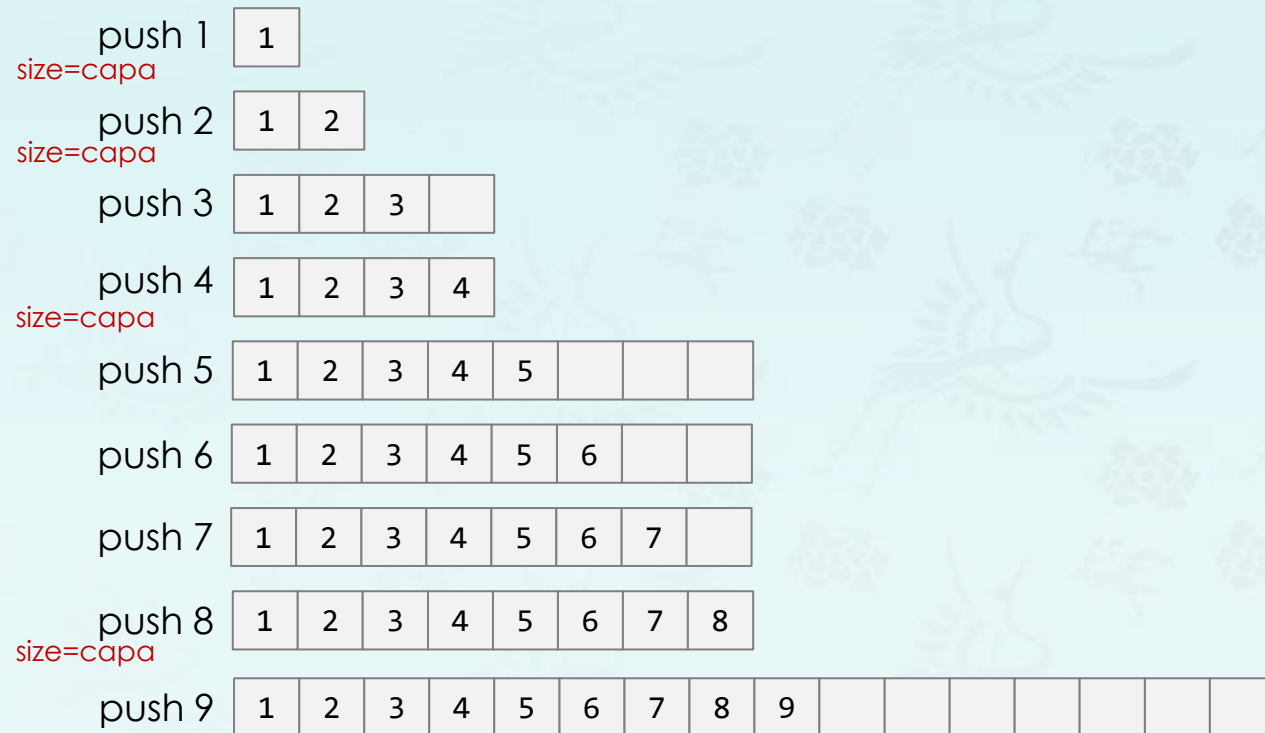 push 1 1
size=capa
push 2 1 2
size=capa
push 3 1 2 3
push 4 1 2 3 4
size=capa
push 5 1 2 3 4 5
push 6 1 2 3 4 5 6
push 7 1 2 3 4 5 6 7
push 8 1 2 3 4 5 6 7 8
size=capa
push 9 1 2 3 4 5 6 7 8 9